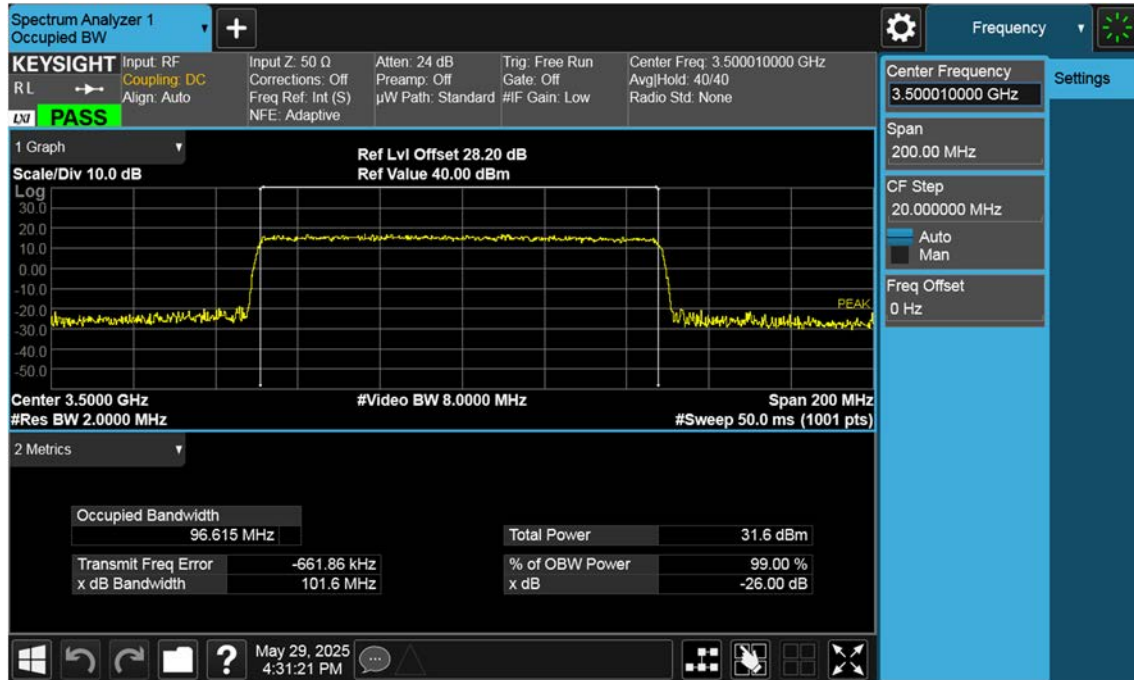 Spectrum Analyzer 1
Occupied BW
+
Frequency
KEYSIGHT
R L
LXI
PASS
Input: RF
Coupling: DC
Align: Auto
Input Z: 50 Ω
Corrections: Off
Freq Ref: Int (S)
NFE: Adaptive
Atten: 24 dB
Preamp: Off
µW Path: Standard
Trig: Free Run
Gate: Off
#IF Gain: Low
Center Freq: 3.500010000 GHz
Avg|Hold: 40/40
Radio Std: None
Center Frequency
3.500010000 GHz
Settings
Span
200.00 MHz
CF Step
20.000000 MHz
Auto
Man
Freq Offset
0 Hz
1 Graph
Scale/Div 10.0 dB
Ref Lvl Offset 28.20 dB
Ref Value 40.00 dBm
Log
30.0
20.0
10.0
0.00
-10.0
-20.0
-30.0
-40.0
-50.0
PEAK
Center 3.5000 GHz
#Video BW 8.0000 MHz
Span 200 MHz
#Res BW 2.0000 MHz
#Sweep 50.0 ms (1001 pts)
2 Metrics
Occupied Bandwidth
96.615 MHz
Total Power 31.6 dBm
Transmit Freq Error -661.86 kHz
% of OBW Power 99.00 %
x dB Bandwidth 101.6 MHz
x dB -26.00 dB
?
May 29, 2025
4:31:21 PM